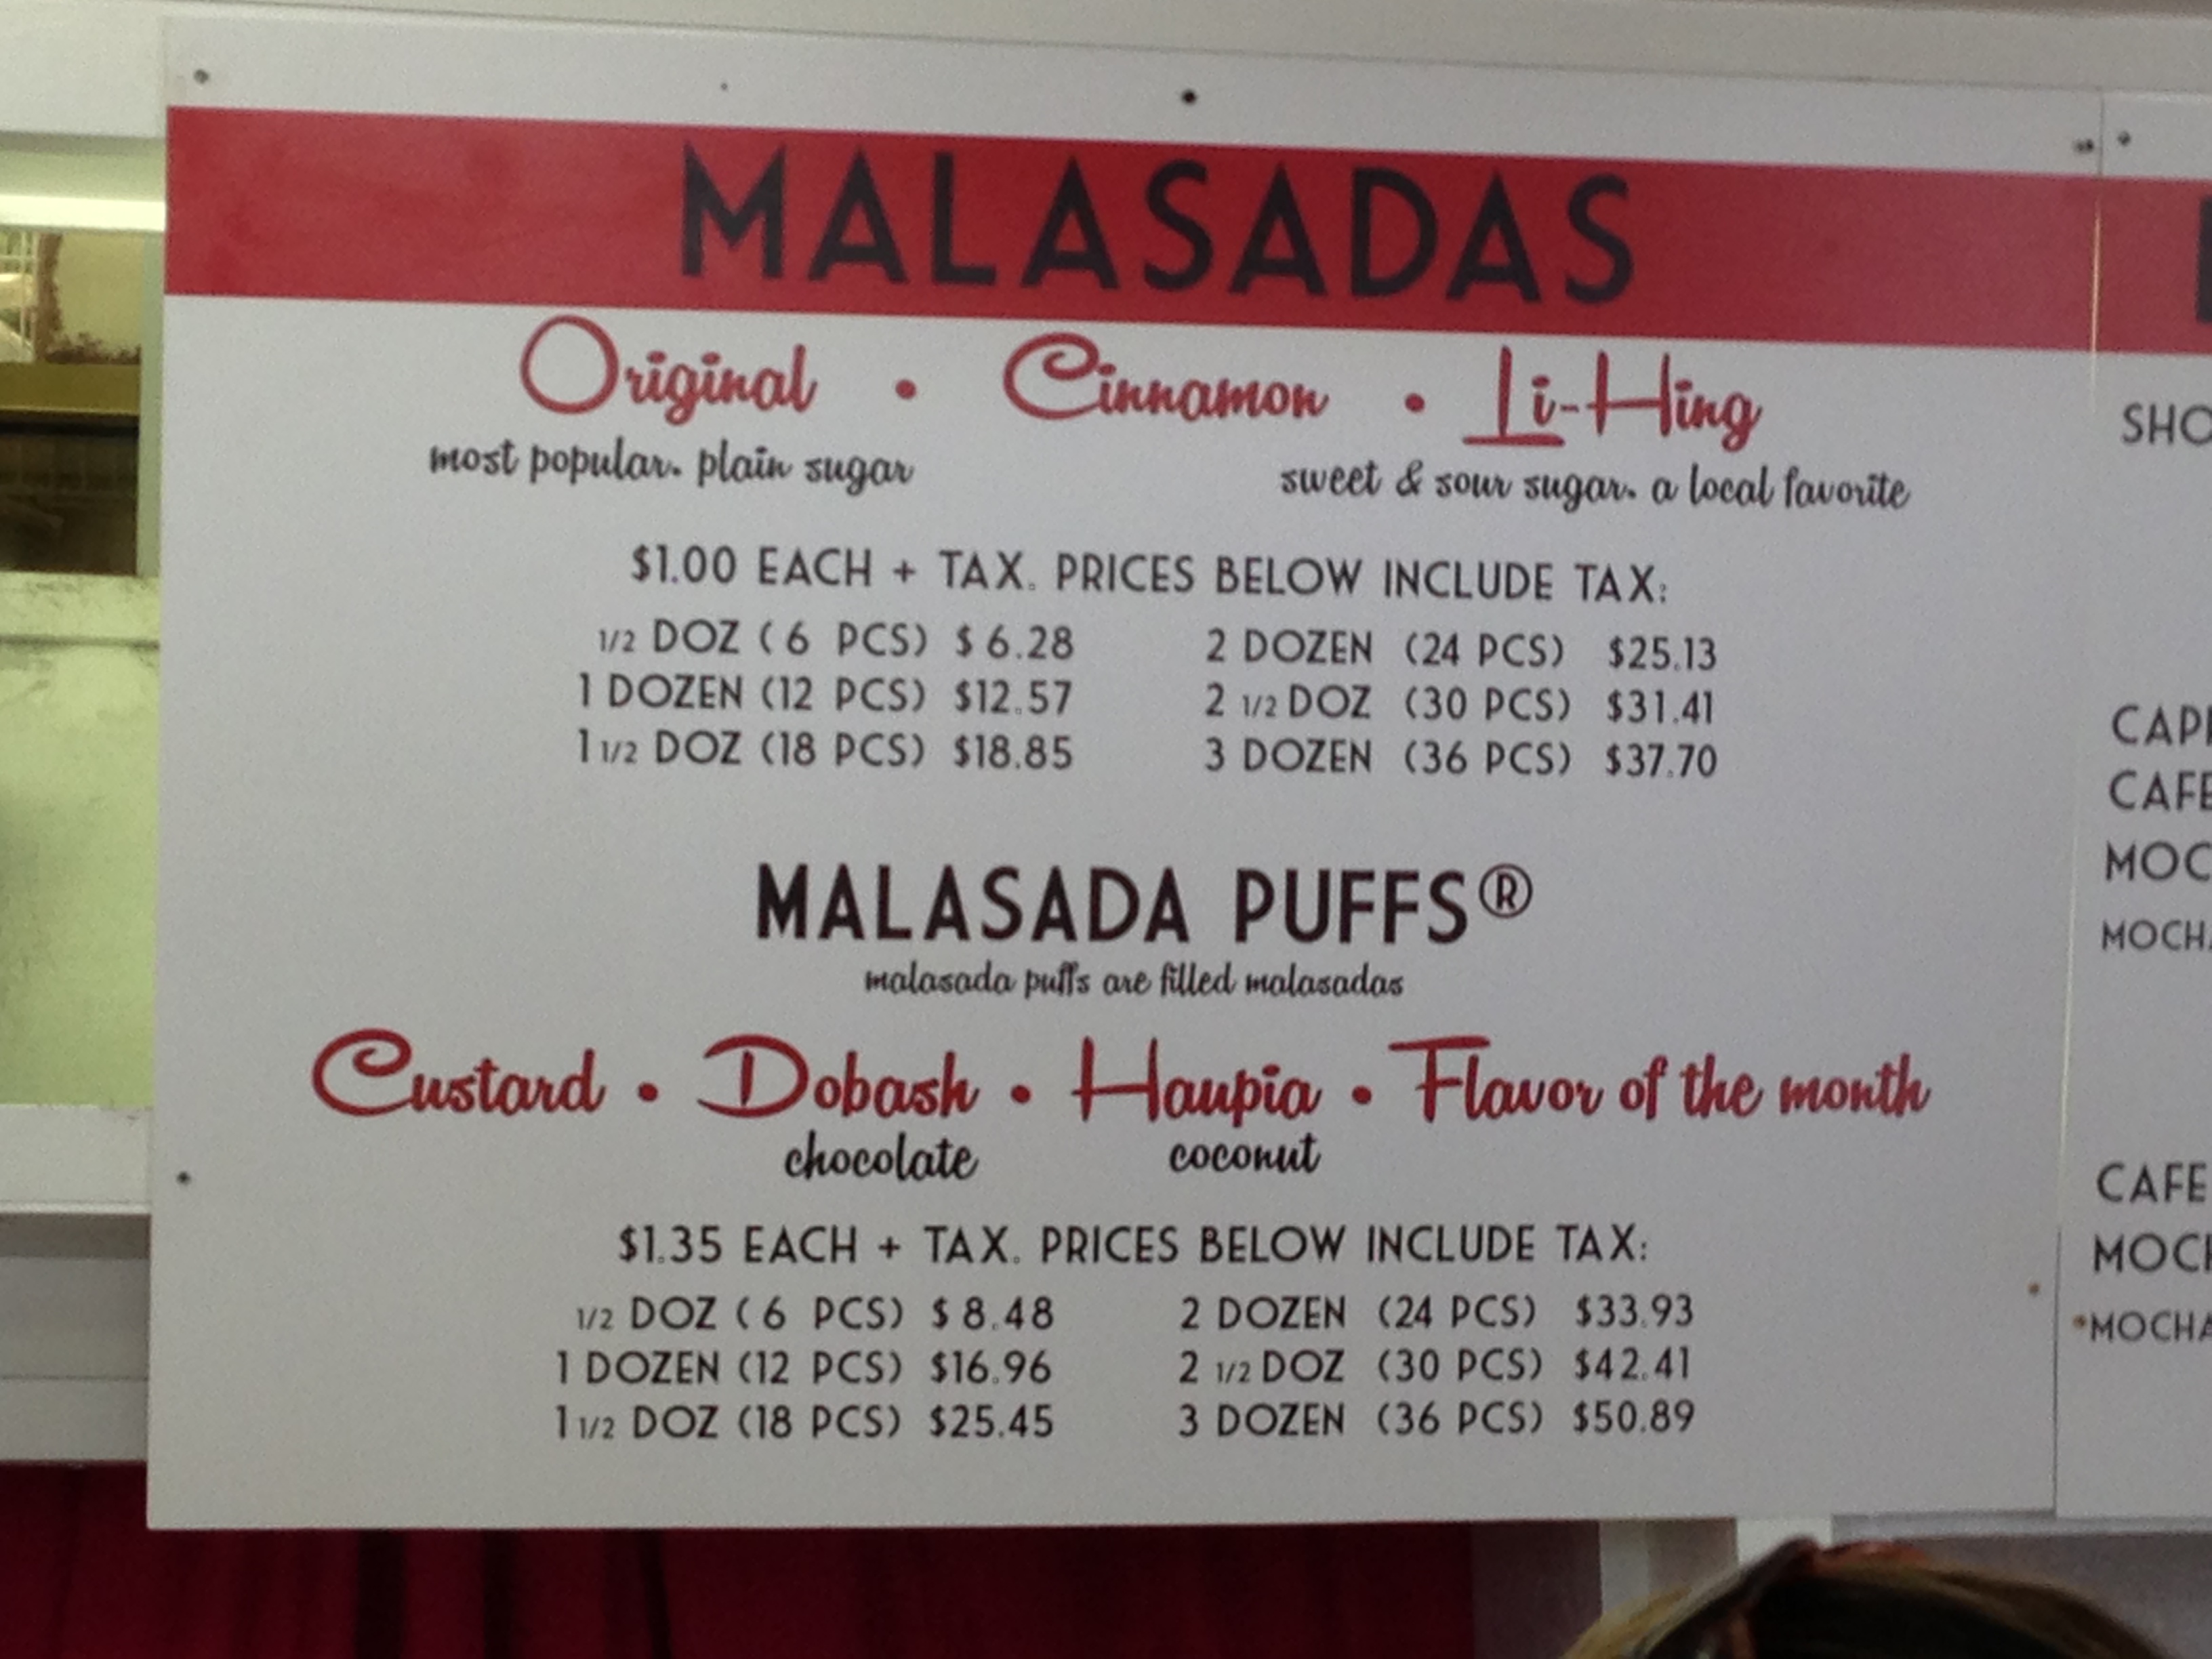 MALASADAS
Original • Cinnamon • Li-Hing
most popular. plain sugar
sweet & sour sugar. a local favorite
$1.00 EACH + TAX. PRICES BELOW INCLUDE TAX:
1/2 DOZ ( 6 PCS) $ 6.28
1 DOZEN (12 PCS) $12.57
1 1/2 DOZ (18 PCS) $18.85
2 DOZEN (24 PCS) $25.13
2 1/2 DOZ (30 PCS) $31.41
3 DOZEN (36 PCS) $37.70
MALASADA PUFFS®
malasada puffs are filled malasadas
Custard • Dobash • Haupia • Flavor of the month
chocolate
coconut
$1.35 EACH + TAX. PRICES BELOW INCLUDE TAX:
1/2 DOZ ( 6 PCS) $ 8.48
1 DOZEN (12 PCS) $16.96
1 1/2 DOZ (18 PCS) $25.45
2 DOZEN (24 PCS) $33.93
2 1/2 DOZ (30 PCS) $42.41
3 DOZEN (36 PCS) $50.89
CAFE